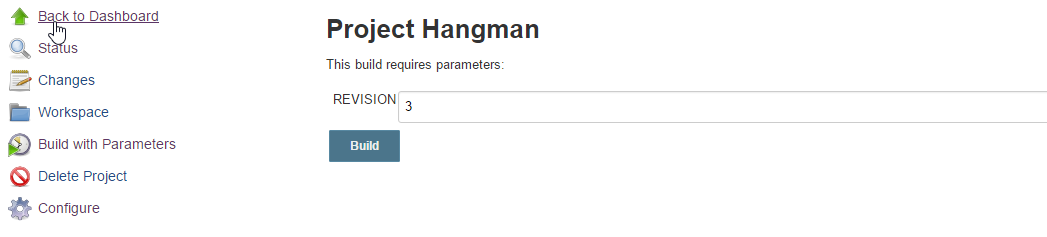 Back to Dashboard
Status
Changes
Workspace
Build with Parameters
Delete Project
Configure
Project Hangman
This build requires parameters:
REVISION 3
Build